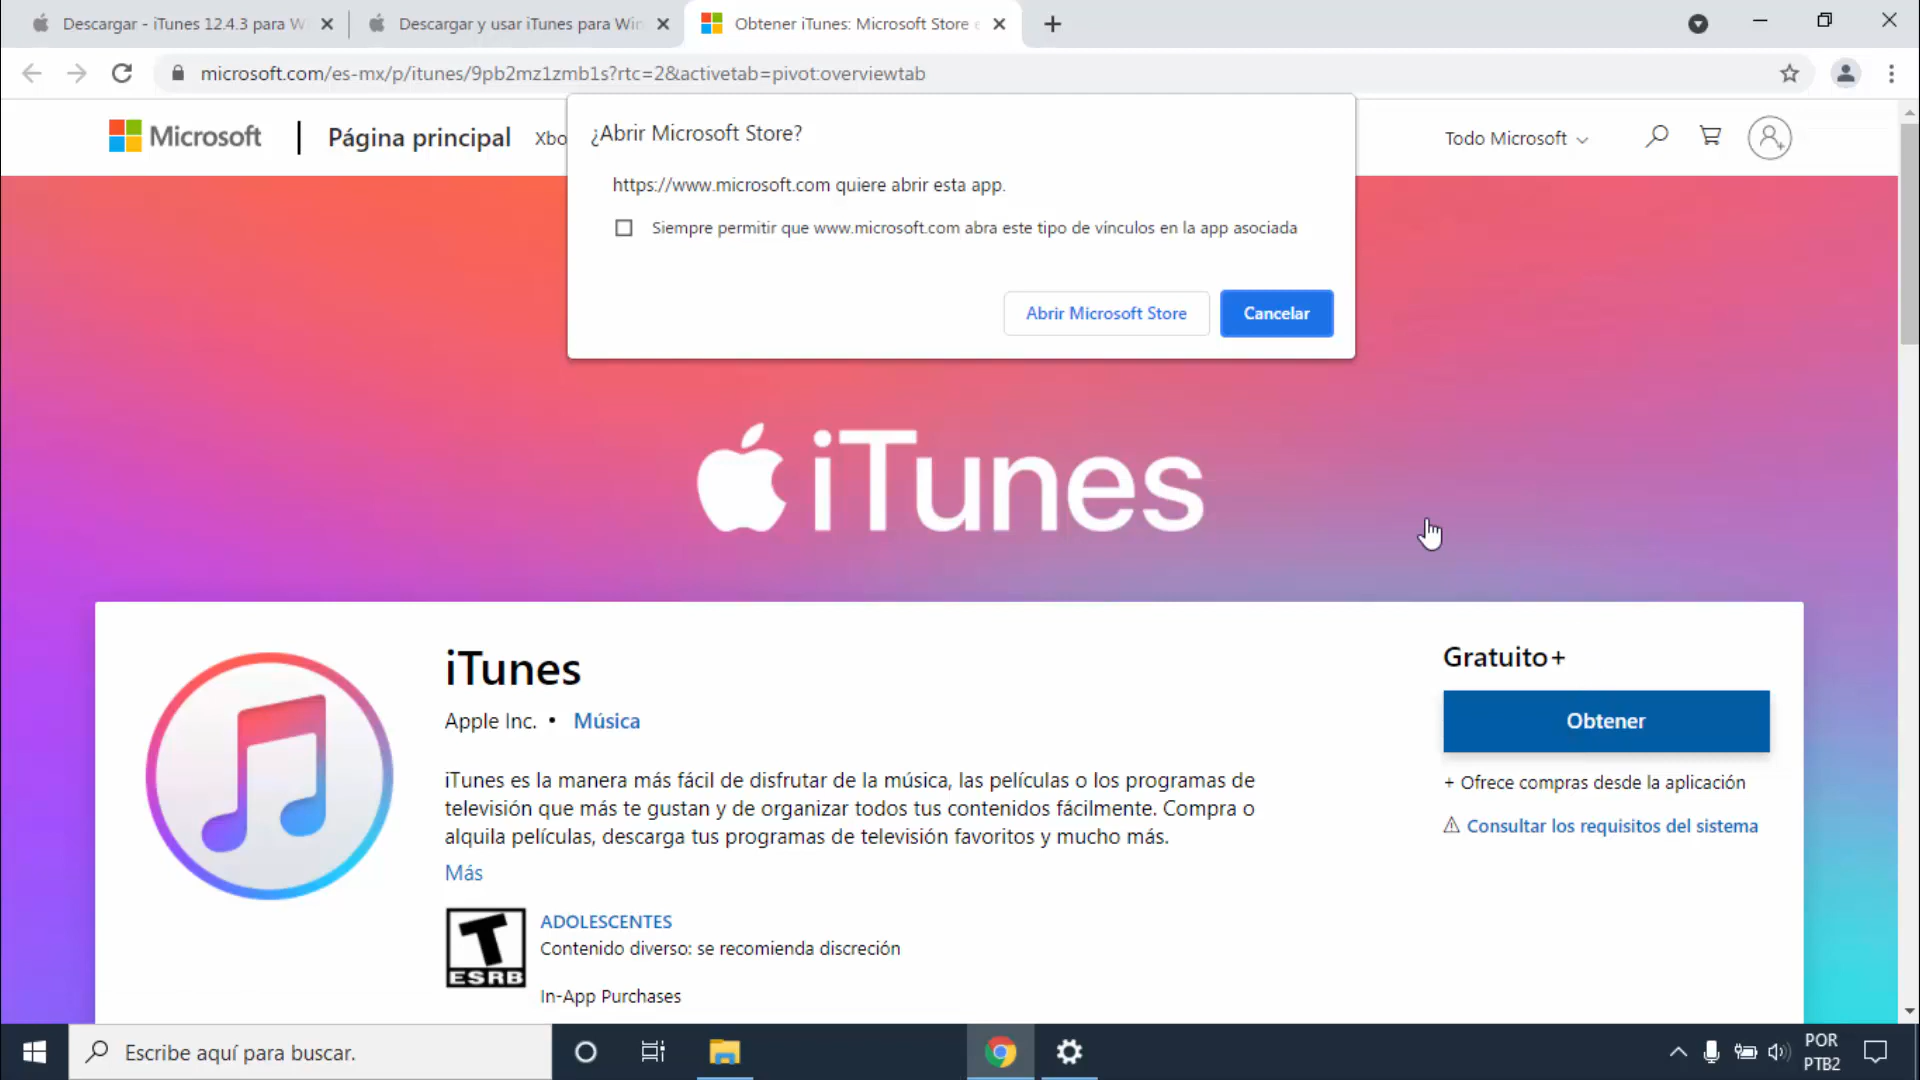 Descargar - iTunes 12.4.3 para W
Descargar y usar iTunes para Win
Obtener iTunes: Microsoft Store e
microsoft.com/es-mx/p/itunes/9pb2mz1zmb1s?rtc=2&activetab=pivot:overviewtab
Microsoft
Página principal
Xbo
Todo Microsoft
¿Abrir Microsoft Store?
https://www.microsoft.com quiere abrir esta app.
Siempre permitir que www.microsoft.com abra este tipo de vínculos en la app asociada
Abrir Microsoft Store
Cancelar
iTunes
iTunes
Apple Inc. • Música
iTunes es la manera más fácil de disfrutar de la música, las películas o los programas de
televisión que más te gustan y de organizar todos tus contenidos fácilmente. Compra o
alquila películas, descarga tus programas de televisión favoritos y mucho más.
Más
T
ESRB
ADOLESCENTES
Contenido diverso: se recomienda discreción
In-App Purchases
Gratuito+
Obtener
+ Ofrece compras desde la aplicación
Consultar los requisitos del sistema
Escribe aquí para buscar.
POR
PTB2